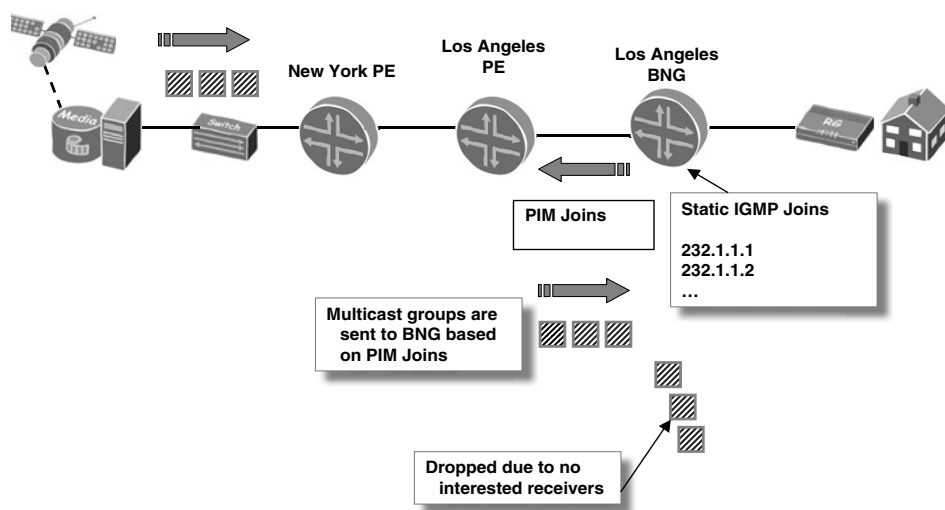 Los Angeles
PE
Los Angeles
BNG
New York PE
Media
Switch
RG
PIM Joins
Static IGMP Joins
232.1.1.1
232.1.1.2
…
Multicast groups are
sent to BNG based
on PIM Joins
Dropped due to no
interested receivers